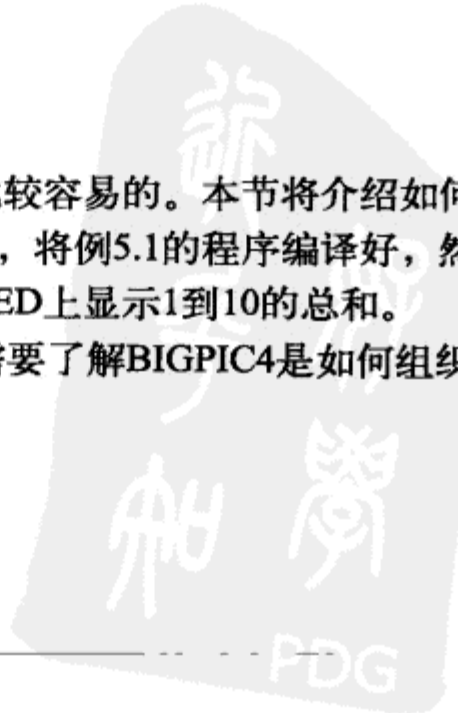 较容易的。本节将介绍如何
，将例5.1的程序编译好，然
ED上显示1到10的总和。
要了解BIGPIC4是如何组织
PDG